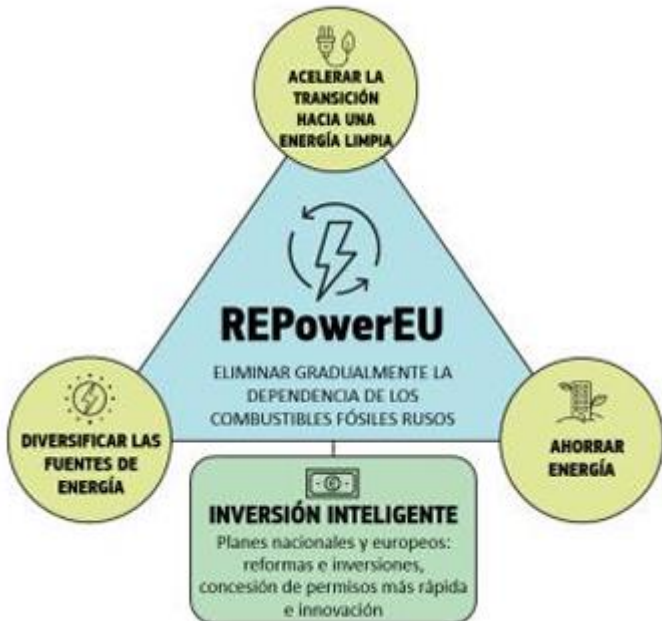 ACELERAR LA
TRANSICIÓN
HACIA UNA
ENERGÍA LIMPIA
REPowerEU
ELIMINAR GRADUALMENTE LA
DEPENDENCIA DE LOS
COMBUSTIBLES FÓSILES RUSOS
DIVERSIFICAR LAS
FUENTES DE
ENERGÍA
AHORRAR
ENERGÍA
INVERSIÓN INTELIGENTE
Planes nacionales y europeos:
reformas e inversiones,
concesión de permisos más rápida
e innovación